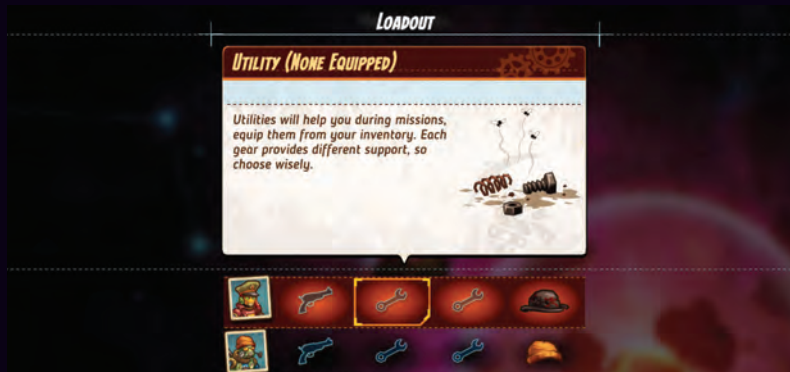 Loadout
Utility (None Equipped)
Utilities will help you during missions,
equip them from your inventory. Each
gear provides different support, so
choose wisely.